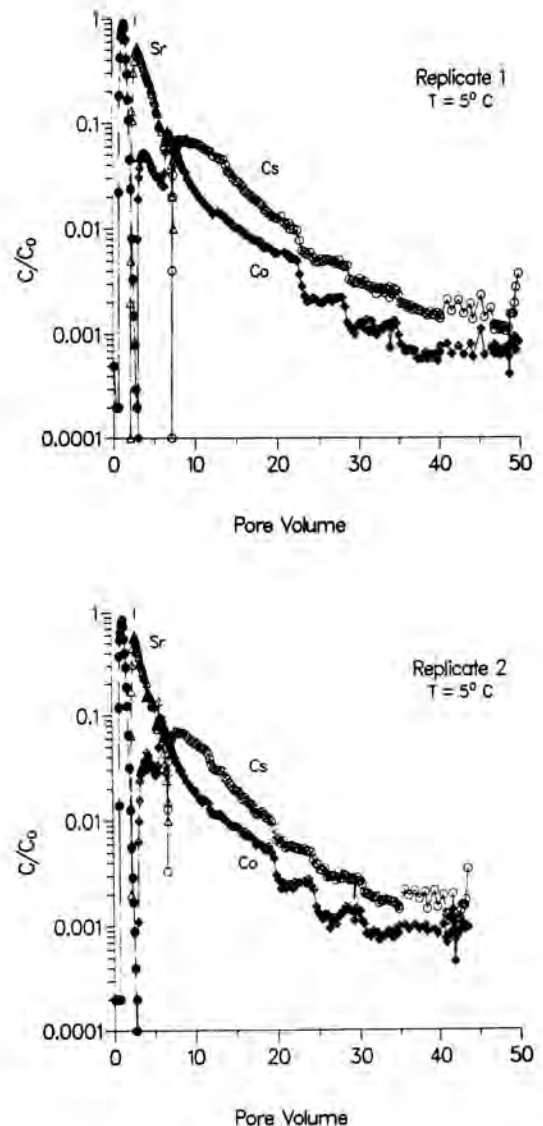 1
I
Sr
Replicate 1
T = 5° C
0.1
Cs
C/Co
0.01
Co
0.001
0.0001
0 10 20 30 40 50
Pore Volume
1
I
Sr
Replicate 2
T = 5° C
0.1
Cs
C/Co
0.01
Co
0.001
0.0001
0 10 20 30 40 50
Pore Volume